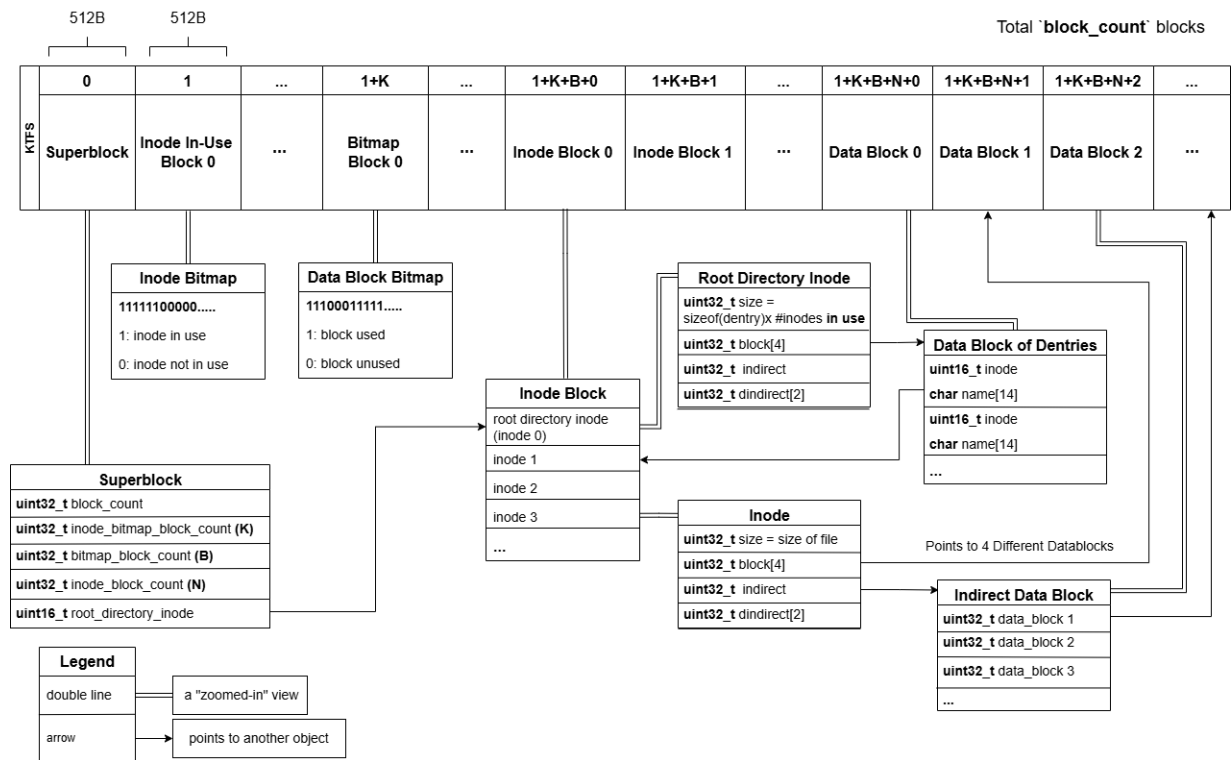 512B
512B
Total `block_count` blocks
0
1
...
1+K
...
1+K+B+0
1+K+B+1
...
1+K+B+N+0
1+K+B+N+1
1+K+B+N+2
...
KTFS
Superblock
Inode In-Use
Block 0
...
Bitmap
Block 0
...
Inode Block 0
Inode Block 1
...
Data Block 0
Data Block 1
Data Block 2
...
Inode Bitmap
11111100000.....
1: inode in use
0: inode not in use
Data Block Bitmap
11100011111.....
1: block used
0: block unused
Root Directory Inode
uint32_t size =
sizeof(dentry)x #inodes in use
uint32_t block[4]
uint32_t indirect
uint32_t dindirect[2]
Data Block of Dentries
uint16_t inode
char name[14]
uint16_t inode
char name[14]
...
Inode Block
root directory inode
(inode 0)
inode 1
inode 2
inode 3
...
Superblock
uint32_t block_count
uint32_t inode_bitmap_block_count (K)
uint32_t bitmap_block_count (B)
uint32_t inode_block_count (N)
uint16_t root_directory_inode
Inode
uint32_t size = size of file
uint32_t block[4]
uint32_t indirect
uint32_t dindirect[2]
Points to 4 Different Datablocks
Indirect Data Block
uint32_t data_block 1
uint32_t data_block 2
uint32_t data_block 3
...
Legend
double line
a "zoomed-in" view
arrow
points to another object